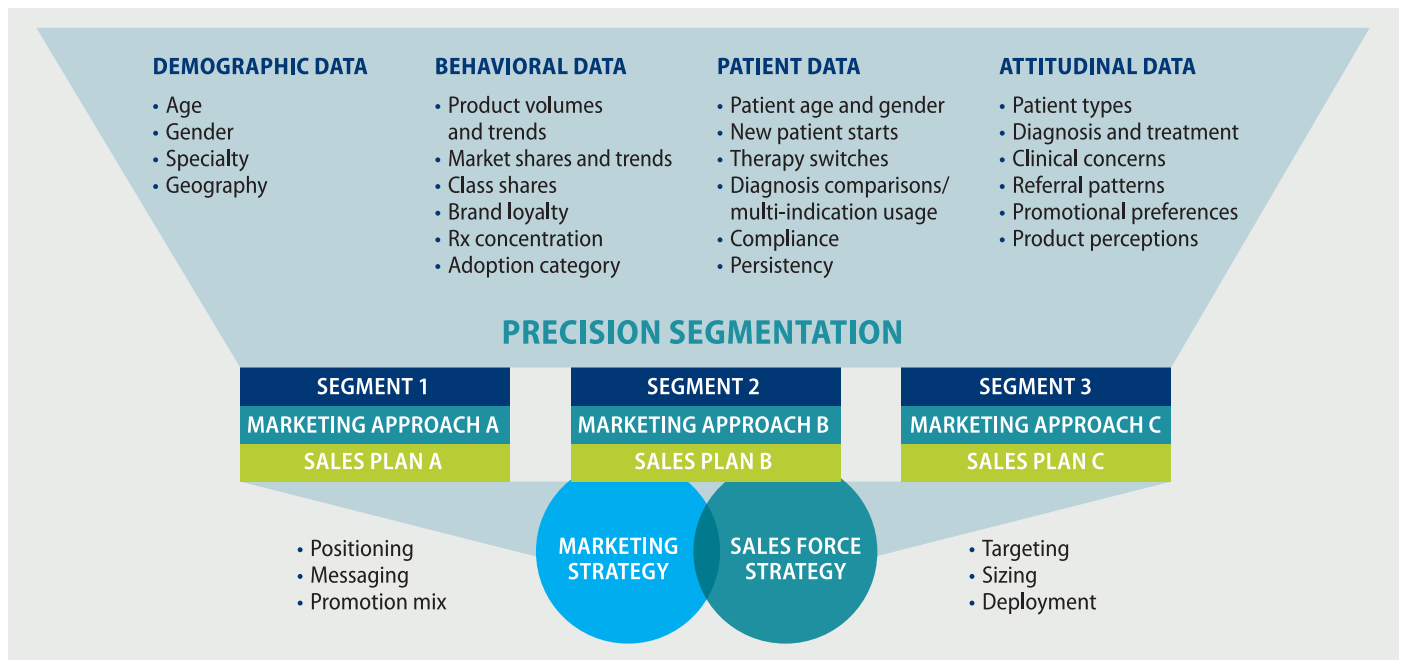 DEMOGRAPHIC DATA
• Age
• Gender
• Specialty
• Geography
BEHAVIORAL DATA
• Product volumes
and trends
• Market shares and trends
• Class shares
• Brand loyalty
• Rx concentration
• Adoption category
PATIENT DATA
• Patient age and gender
• New patient starts
• Therapy switches
• Diagnosis comparisons/
multi-indication usage
• Compliance
• Persistency
ATTITUDINAL DATA
• Patient types
• Diagnosis and treatment
• Clinical concerns
• Referral patterns
• Promotional preferences
• Product perceptions
PRECISION SEGMENTATION
SEGMENT 1
MARKETING APPROACH A
SALES PLAN A
SEGMENT 2
MARKETING APPROACH B
SALES PLAN B
SEGMENT 3
MARKETING APPROACH C
SALES PLAN C
• Positioning
• Messaging
• Promotion mix
MARKETING
STRATEGY
SALES FORCE
STRATEGY
• Targeting
• Sizing
• Deployment